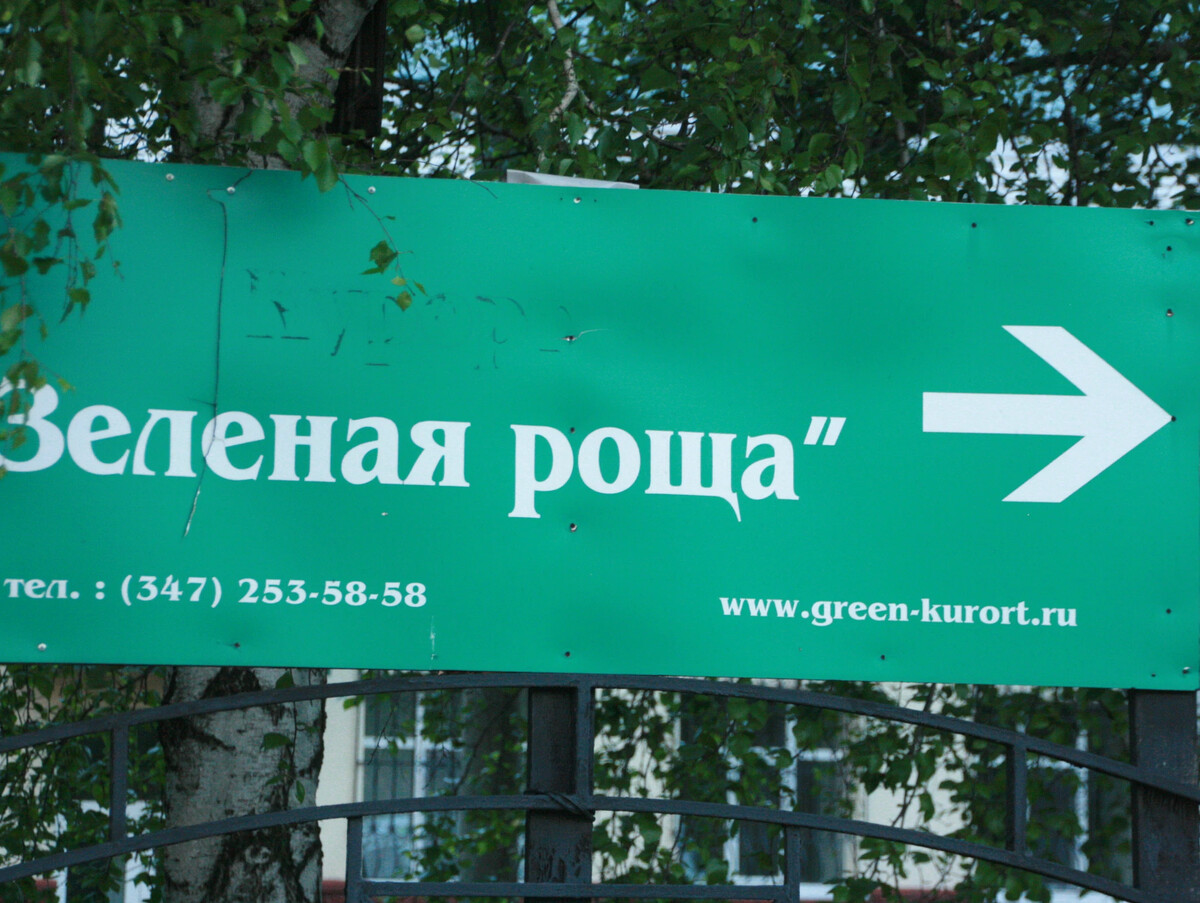 Зеленая роща"
тел. : (347) 253-58-58
www.green-kurort.ru